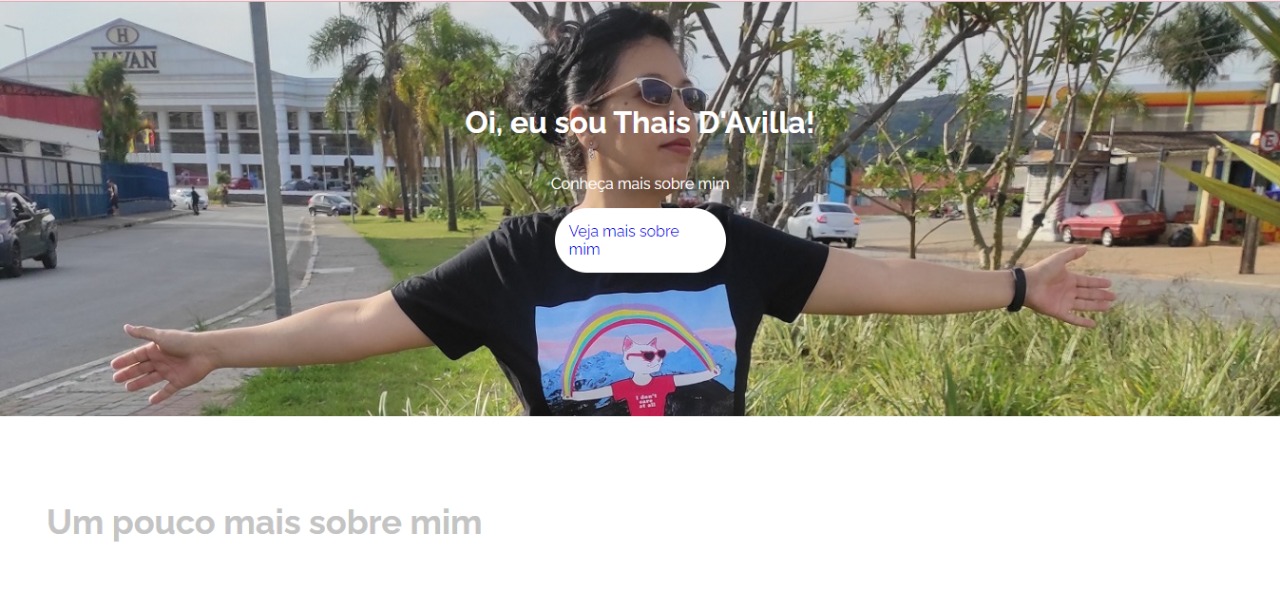 H
HAVAN
Oi, eu sou Thais D'Avilla!
Conheça mais sobre mim
Veja mais sobre
mim
I don't
care
at all
Um pouco mais sobre mim